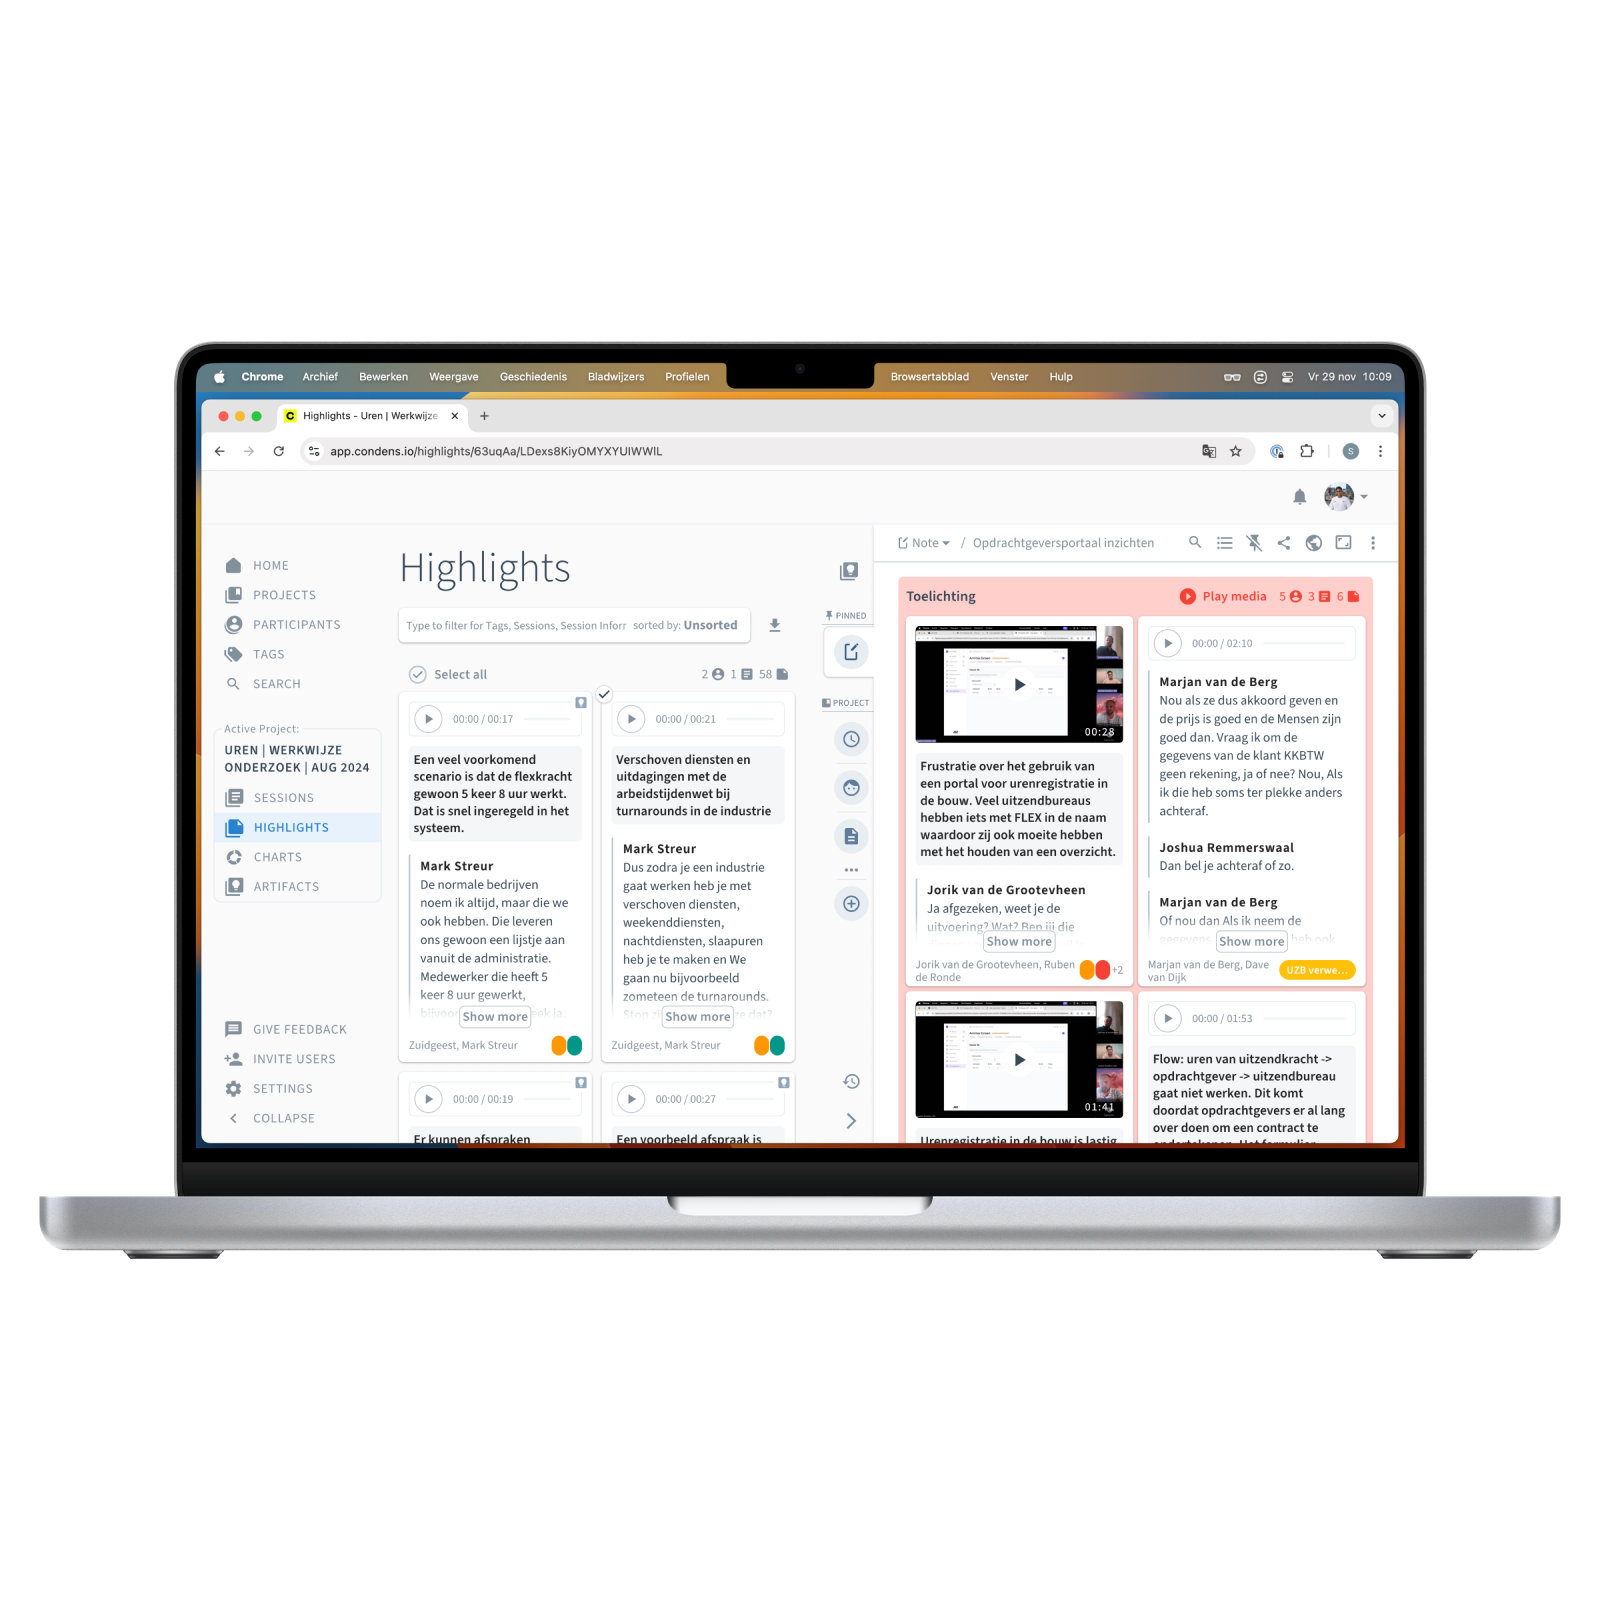 Chrome Archief Bewerken Weergave Geschiedenis Bladwijzers Profielen Browsertabblad Venster Hulp Vr 29 nov 10:09
Highlights - Uren | Werkwijze
app.condens.io/highlights/63uqAa/LDexs8KiyOMYXYUIWWlL
S
HOME
PROJECTS
PARTICIPANTS
TAGS
SEARCH
Active Project:
UREN | WERKWIJZE
ONDERZOEK | AUG 2024
SESSIONS
HIGHLIGHTS
CHARTS
ARTIFACTS
GIVE FEEDBACK
INVITE USERS
SETTINGS
COLLAPSE
Highlights
Type to filter for Tags, Sessions, Session Inforr sorted by: Unsorted
Select all
2 1 58
00:00 / 00:17
Een veel voorkomend
scenario is dat de flexkracht
gewoon 5 keer 8 uur werkt.
Dat is snel ingeregeld in het
systeem.
Mark Streur
De normale bedrijven
noem ik altijd, maar die we
ook hebben. Die leveren
ons gewoon een lijstje aan
vanuit de administratie.
Medewerker die heeft 5
keer 8 uur gewerkt,
Show more
Zuidgeest, Mark Streur
00:00 / 00:21
Verschoven diensten en
uitdagingen met de
arbeidstijdenwet bij
turnarounds in de industrie
Mark Streur
Dus zodra je een industrie
gaat werken heb je met
verschoven diensten,
weekenddiensten,
nachtdiensten, slaapuren
heb je te maken en We
gaan nu bijvoorbeeld
zometeen de turnarounds.
Show more
Zuidgeest, Mark Streur
00:00 / 00:19
Er kunnen afspraken
00:00 / 00:27
Een voorbeeld afspraak is
PINNED
PROJECT
Note / Opdrachtgeversportaal inzichten
Toelichting
Play media 5 3 6
00:28
Frustratie over het gebruik van
een portal voor urenregistratie in
de bouw. Veel uitzendbureaus
hebben iets met FLEX in de naam
waardoor zij ook moeite hebben
met het houden van een overzicht.
Jorik van de Grootevheen
Ja afgezeken, weet je de
uitvoering? Wat? Ben jij die
Show more
Jorik van de Grootevheen, Ruben
de Ronde
+2
00:00 / 02:10
Marjan van de Berg
Nou als ze dus akkoord geven en
de prijs is goed en de Mensen zijn
goed dan. Vraag ik om de
gegevens van de klant KKBTW
geen rekening, ja of nee? Nou, Als
ik die heb soms ter plekke anders
achteraf.
Joshua Remmerswaal
Dan bel je achteraf of zo.
Marjan van de Berg
Of nou dan Als ik neem de
gegevens heb ook
Show more
Marjan van de Berg, Dave
van Dijk
UZB verwe...
01:41
Urenregistratie in de bouw is lastig
00:00 / 01:53
Flow: uren van uitzendkracht ->
opdrachtgever -> uitzendbureau
gaat niet werken. Dit komt
doordat opdrachtgevers er al lang
over doen om een contract te